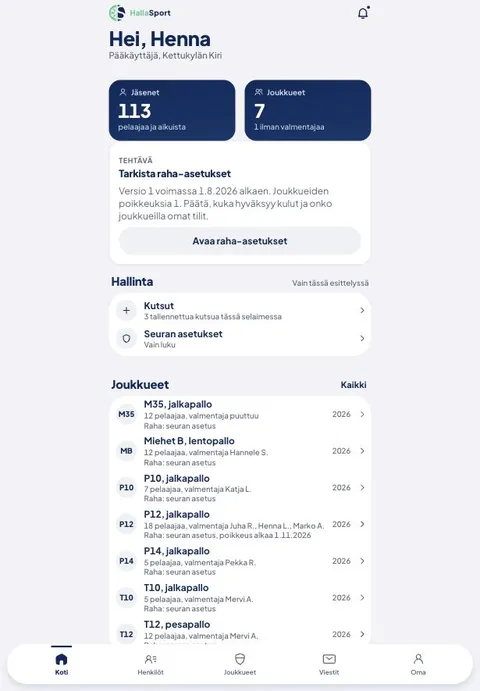 HallaSport
Hei, Henna
Pääkäyttäjä, Kettukylän Kiri
Jäsenet
113
pelaajaa ja aikuista
Joukkueet
7
1 ilman valmentajaa
TEHTÄVÄ
Tarkista raha-asetukset
Versio 1 voimassa 1.8.2026 alkaen. Joukkueiden
poikkeuksia 1. Päätä, kuka hyväksyy kulut ja onko
joukkueilla omat tilit.
Avaa raha-asetukset
Hallinta
Vain tässä esittelyssä
Kutsut
3 tallennettua kutsua tässä selaimessa
Seuran asetukset
Vain luku
Joukkueet
Kaikki
M35
M35, jalkapallo
12 pelaajaa, valmentaja puuttuu
Raha: seuran asetus
2026
MB
Miehet B, lentopallo
12 pelaajaa, valmentaja Hannele S.
Raha: seuran asetus
2026
P10
P10, jalkapallo
7 pelaajaa, valmentaja Katja L.
Raha: seuran asetus
2026
P12
P12, jalkapallo
18 pelaajaa, valmentaja Juha R., Henna L., Marko A.
Raha: seuran asetus, poikkeus alkaa 1.11.2026
2026
P14
P14, jalkapallo
5 pelaajaa, valmentaja Pekka R.
Raha: seuran asetus
2026
T10
T10, jalkapallo
5 pelaajaa, valmentaja Mervi A.
Raha: seuran asetus
2026
T12
T12, pesapallo
12 pelaajaa, valmentaja Mervi A.
2026
Koti
Henkilöt
Joukkueet
Viestit
Oma